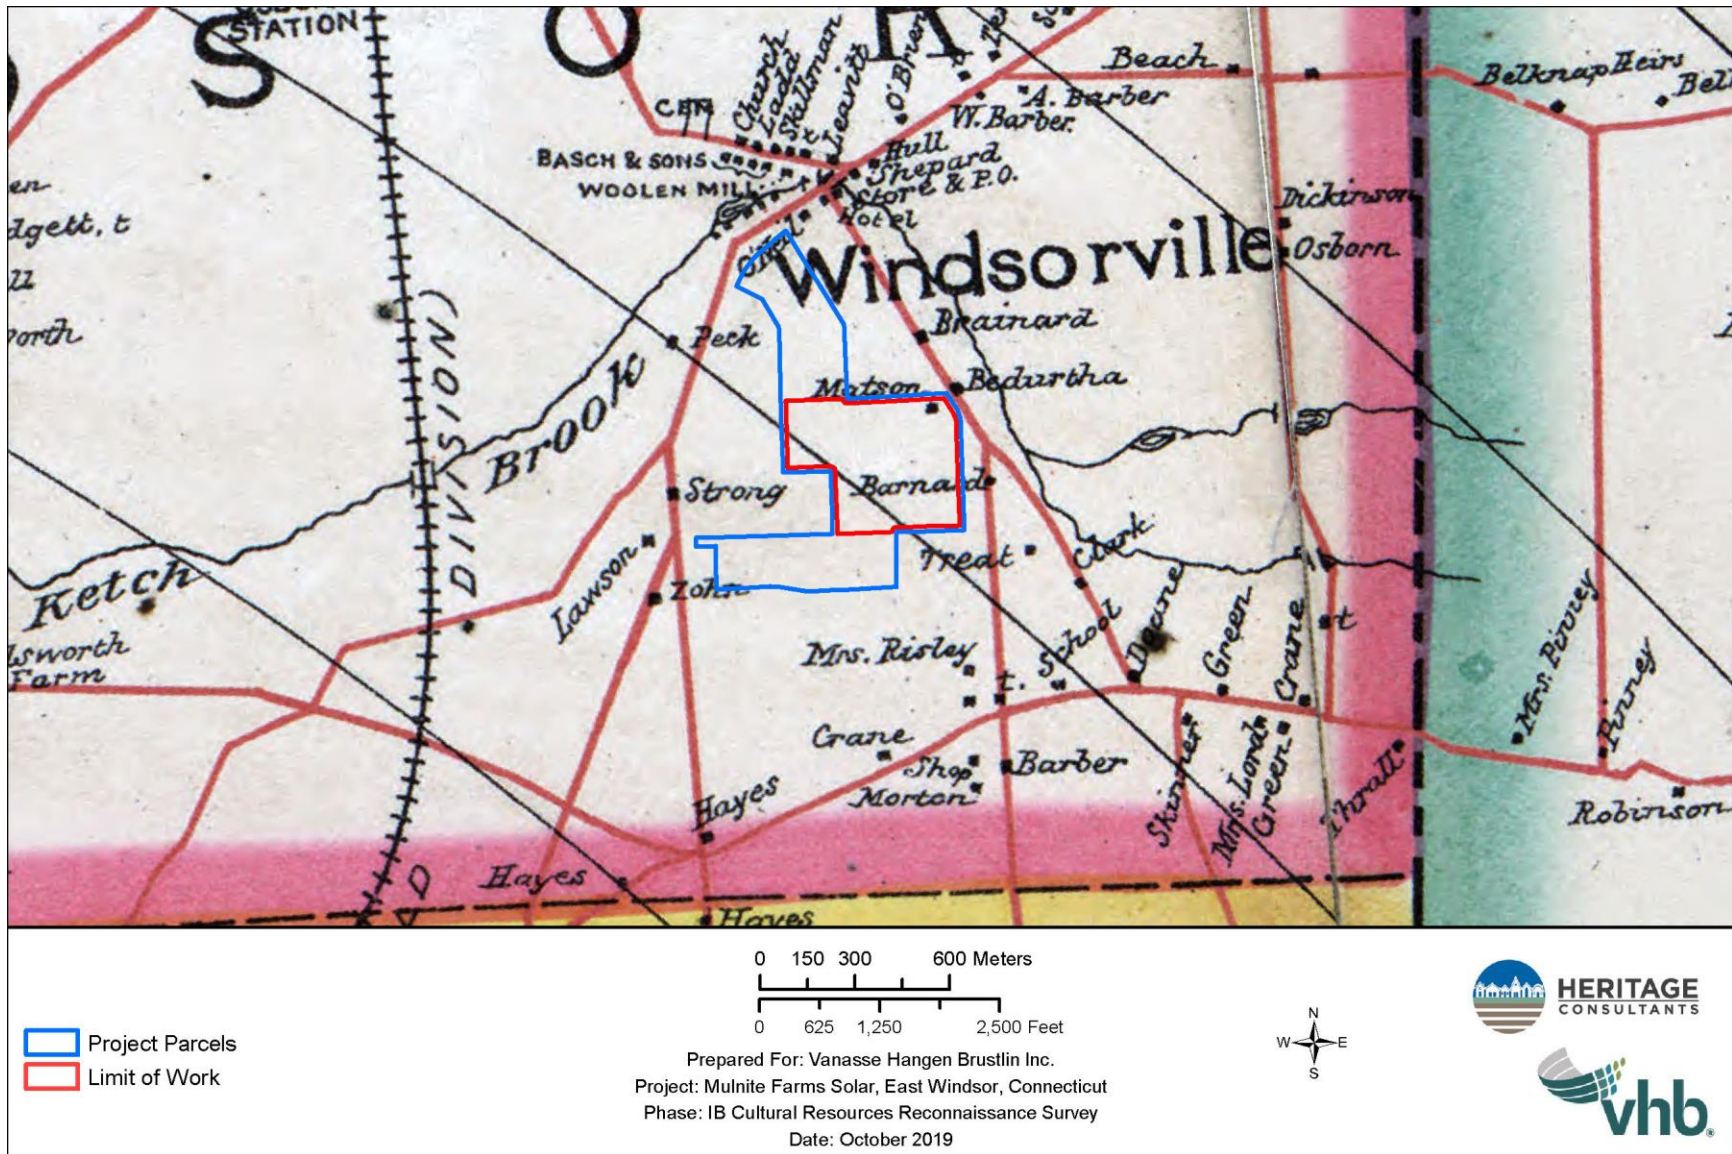 STATION
S
O
R
CEM
Church
Ladd
Skillman
t
Leavitt
O'Brien
Beach
A. Barber
W. Barber.
Belknap Heirs
BASCH & SONS
WOOLEN MILL
Hull
Shepard
Store & P.O.
Hotel
Dickinson
Osborn
dgett, t
Windsorville
Brainard
Peck
Matson
Bedurtha
Ketch Brook
DIVISION)
Strong
Barnard
Lawson
Zohn
Treat
Clark
Mrs. Risley
t. School
Doane
Green
Crane
t
Mrs. Pinney
Pinney
sworth
Farm
Crane
Shop
Morton
Barber
Skinner
Mrs. Lord
Green
Thrall
Robinson
Hayes
Hayes
Hayes
Project Parcels
Limit of Work
0 150 300 600 Meters
0 625 1,250 2,500 Feet
Prepared For: Vanasse Hangen Brustlin Inc.
Project: Mulnite Farms Solar, East Windsor, Connecticut
Phase: IB Cultural Resources Reconnaissance Survey
Date: October 2019
N
W E
S
HERITAGE
CONSULTANTS
vhb®